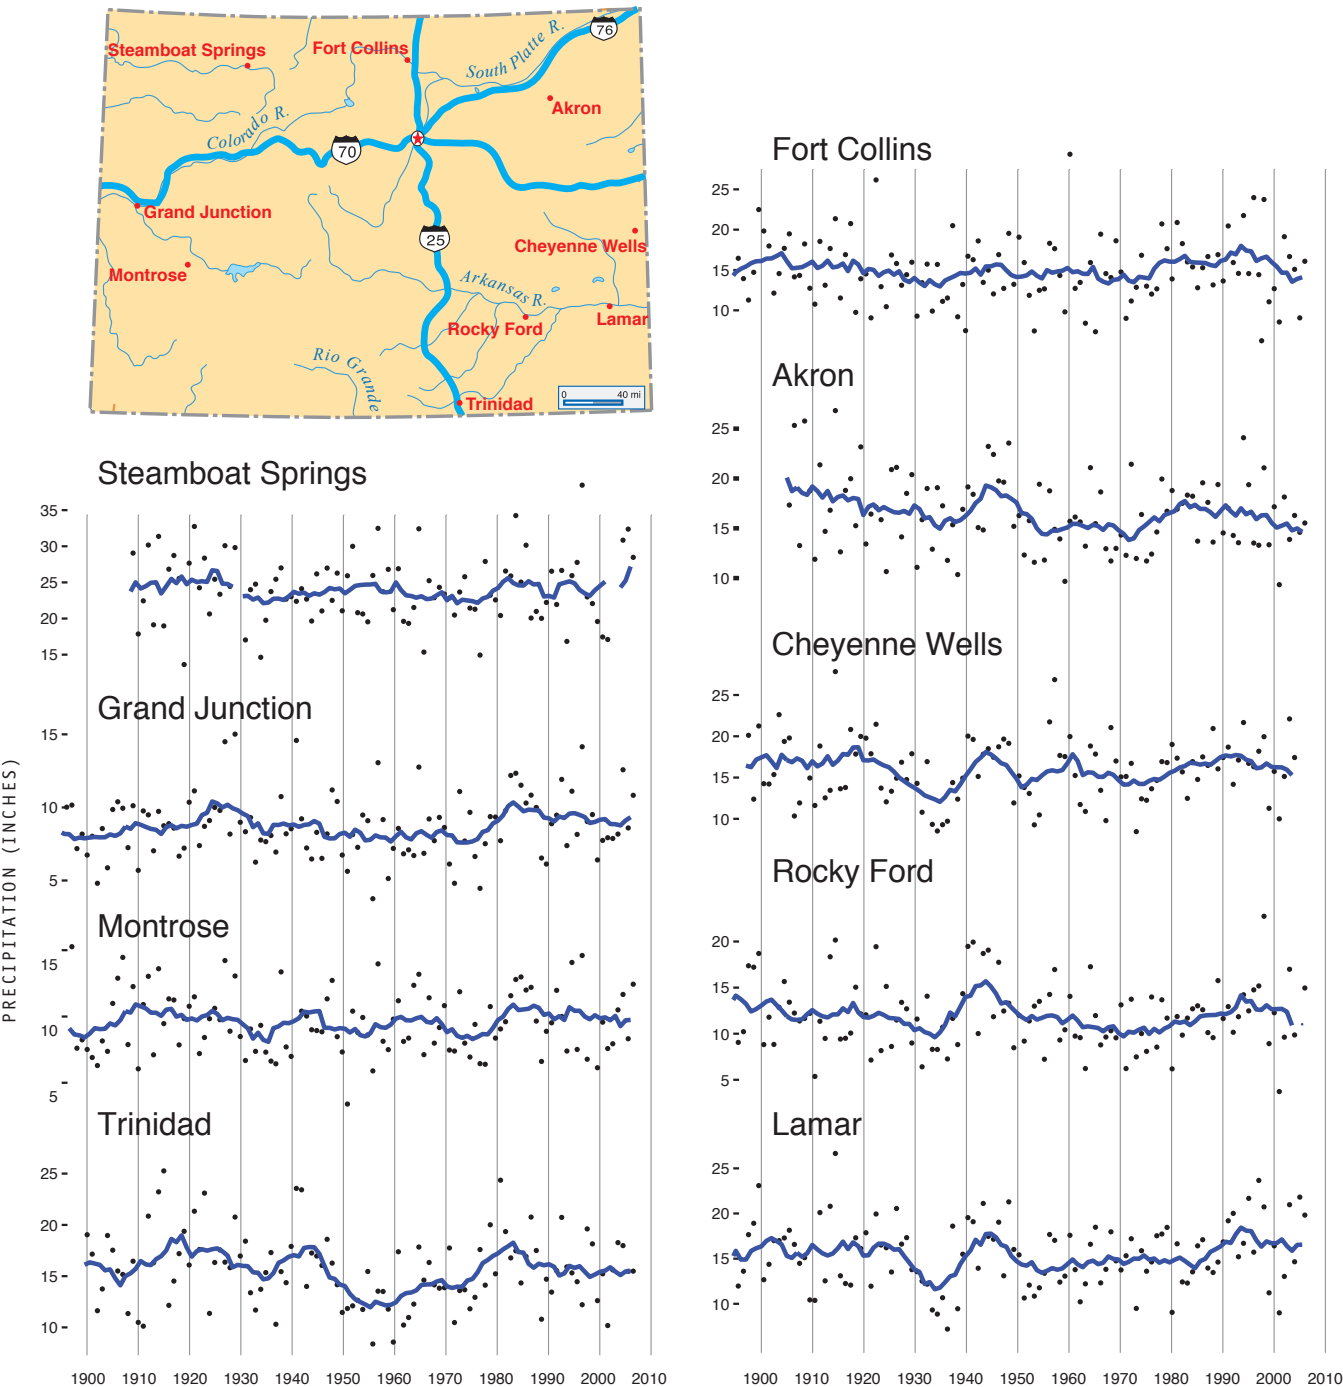 76
Steamboat Springs
Fort Collins
South Platte R.
Akron
Colorado R.
70
Grand Junction
25
Cheyenne Wells
Montrose
Arkansas R.
Rocky Ford
Lamar
Rio Grande
0 40 mi
Trinidad
PRECIPITATION (INCHES)
Steamboat Springs
35
30
25
20
15
Grand Junction
15
10
5
Montrose
15
10
5
Trinidad
25
20
15
10
1900 1910 1920 1930 1940 1950 1960 1970 1980 1990 2000 2010
Fort Collins
25
20
15
10
Akron
25
20
15
10
Cheyenne Wells
25
20
15
10
Rocky Ford
20
15
10
5
Lamar
25
20
15
10
1900 1910 1920 1930 1940 1950 1960 1970 1980 1990 2000 2010